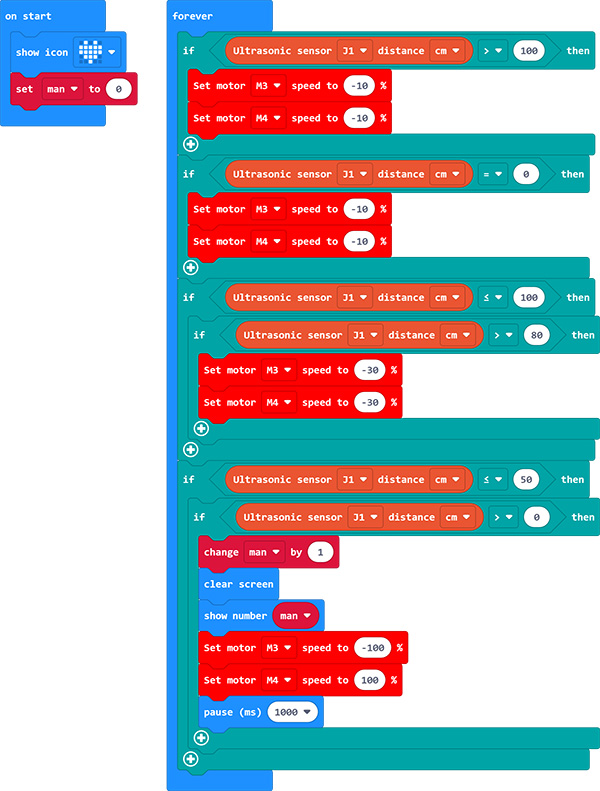 on start
show icon
set man to 0
forever
if Ultrasonic sensor J1 distance cm > 100 then
Set motor M3 speed to -10 %
Set motor M4 speed to -10 %
if Ultrasonic sensor J1 distance cm = 0 then
Set motor M3 speed to -10 %
Set motor M4 speed to -10 %
if Ultrasonic sensor J1 distance cm ≤ 100 then
if Ultrasonic sensor J1 distance cm > 80 then
Set motor M3 speed to -30 %
Set motor M4 speed to -30 %
if Ultrasonic sensor J1 distance cm ≤ 50 then
if Ultrasonic sensor J1 distance cm > 0 then
change man by 1
clear screen
show number man
Set motor M3 speed to -100 %
Set motor M4 speed to 100 %
pause (ms) 1000